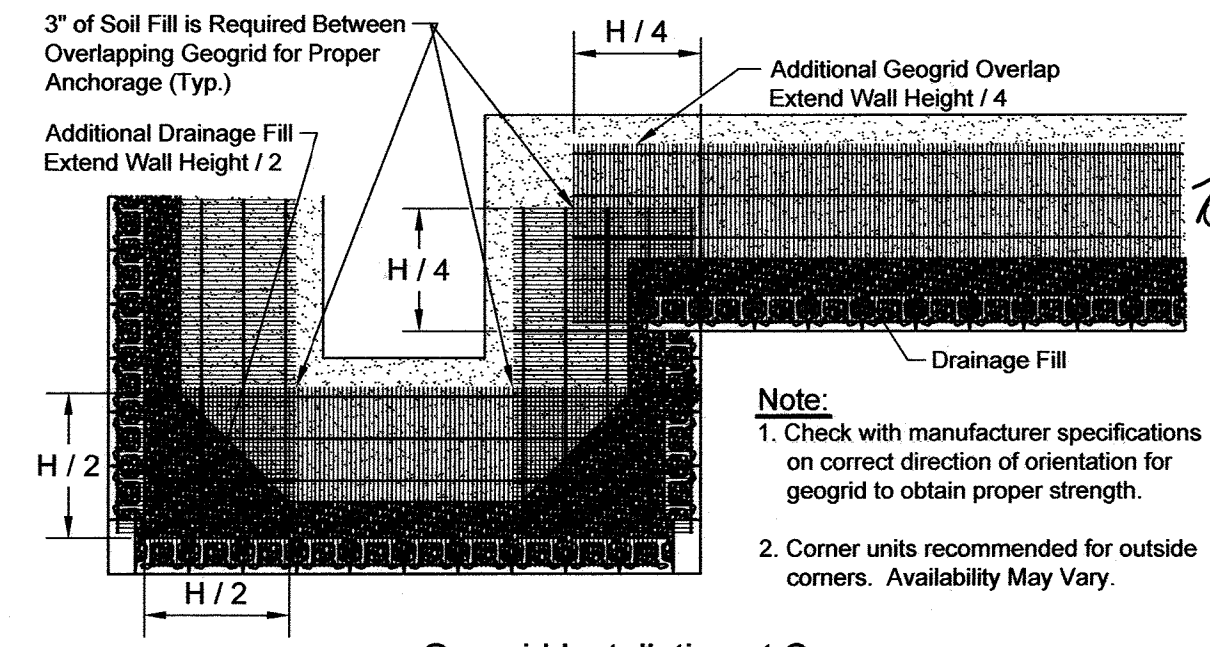 3" of Soil Fill is Required Between
Overlapping Geogrid for Proper
Anchorage (Typ.)
H / 4
Additional Geogrid Overlap
Extend Wall Height / 4
Additional Drainage Fill
Extend Wall Height / 2
H / 4
Drainage Fill
Note:
1. Check with manufacturer specifications
on correct direction of orientation for
geogrid to obtain proper strength.
2. Corner units recommended for outside
corners. Availability May Vary.
H / 2
H / 2